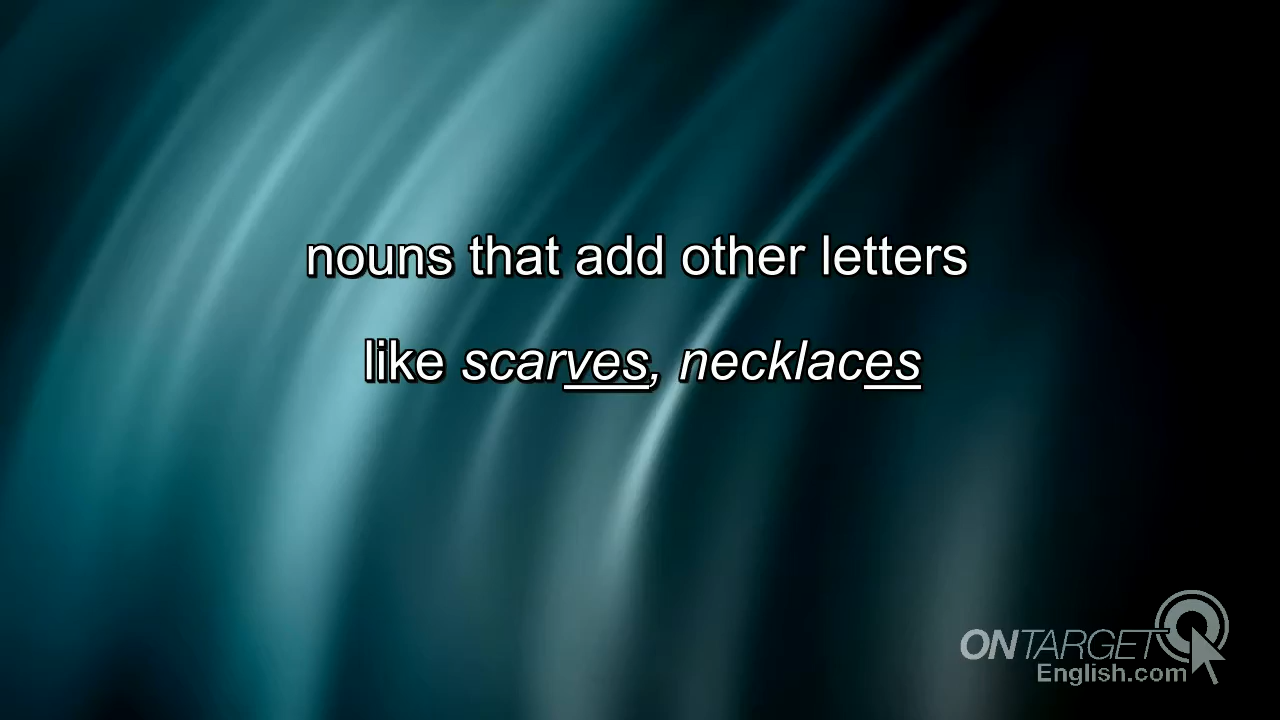 nouns that add other letters
like scarves, necklaces
ONTARGET
English.com